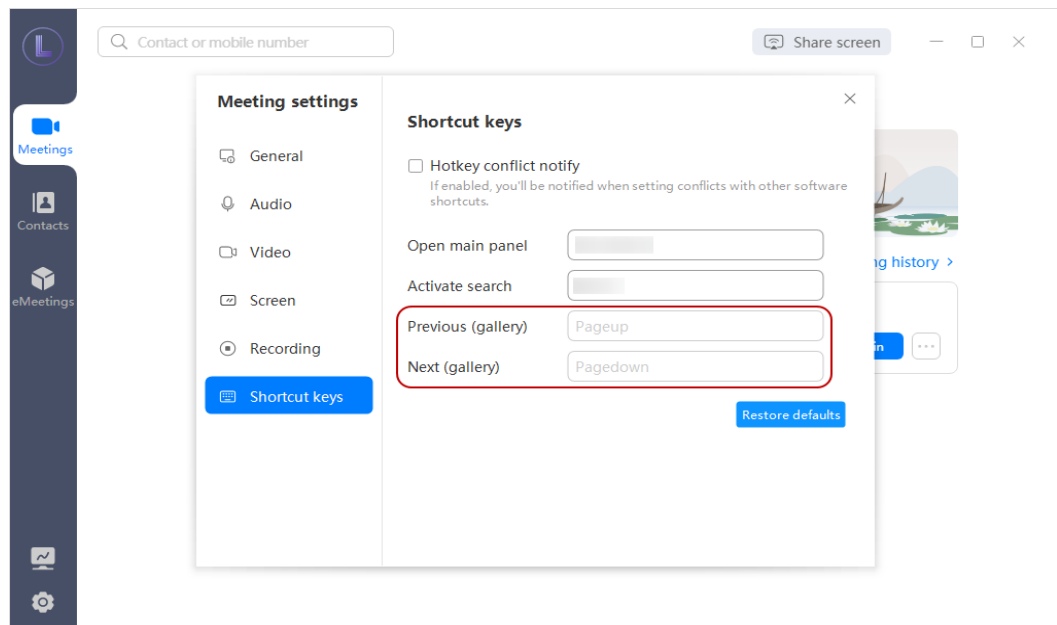 L
Contact or mobile number
Share screen
Meetings
Contacts
eMeetings
Meeting settings
General
Audio
Video
Screen
Recording
Shortcut keys
Shortcut keys
Hotkey conflict notify
If enabled, you'll be notified when setting conflicts with other software
shortcuts.
Open main panel
Activate search
Previous (gallery) Pageup
Next (gallery) Pagedown
Restore defaults
history >